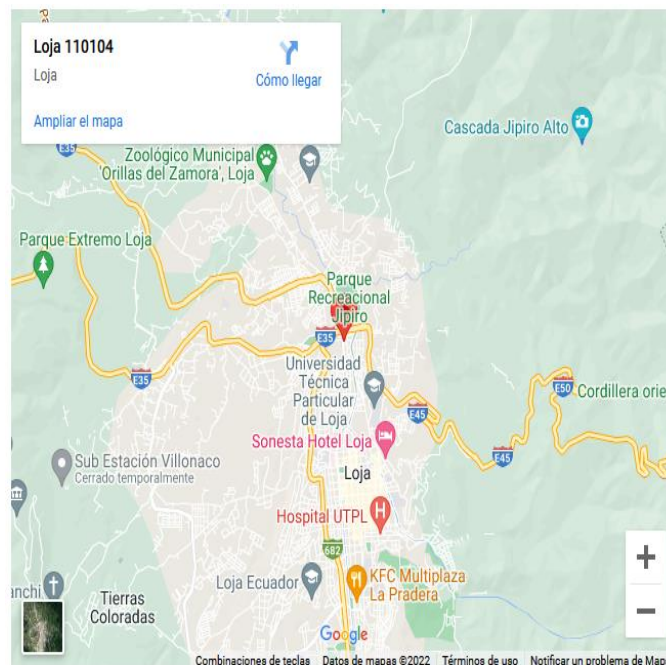 Loja 110104
Loja
Cómo llegar
Ampliar el mapa
E35
Zoológico Municipal
'Orillas del Zamora', Loja
Cascada Jipiro Alto
Parque Extremo Loja
Parque
Recreacional
Jipiro
E35
E35
Universidad
Técnica
Particular
de Loja
E50
Cordillera orie
E45
Sonesta Hotel Loja
E45
Sub Estación Villonaco
Cerrado temporalmente
Loja
Hospital UTPL
682
Loja Ecuador
KFC Multiplaza
La Pradera
anchi
Tierras
Coloradas
Google
Combinaciones de teclas Datos de mapas ©2022 Términos de uso Notificar un problema de Map